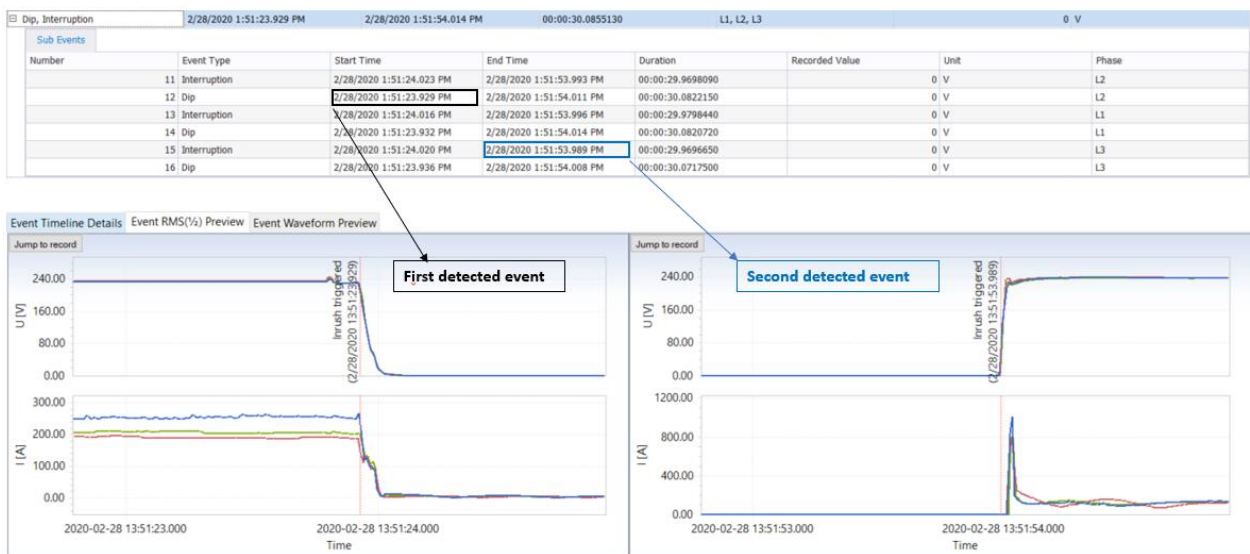 Dip, Interruption 2/28/2020 1:51:23.929 PM 2/28/2020 1:51:54.014 PM 00:00:30.0855130 L1, L2, L3 0 V
Sub Events
Number Event Type Start Time End Time Duration Recorded Value Unit Phase
11 Interruption 2/28/2020 1:51:24.023 PM 2/28/2020 1:51:53.993 PM 00:00:29.9698090 0 V L2
12 Dip 2/28/2020 1:51:23.929 PM 2/28/2020 1:51:54.011 PM 00:00:30.0822150 0 V L2
13 Interruption 2/28/2020 1:51:24.016 PM 2/28/2020 1:51:53.996 PM 00:00:29.9798440 0 V L1
14 Dip 2/28/2020 1:51:23.932 PM 2/28/2020 1:51:54.014 PM 00:00:30.0820720 0 V L1
15 Interruption 2/28/2020 1:51:24.020 PM 2/28/2020 1:51:53.989 PM 00:00:29.9696650 0 V L3
16 Dip 2/28/2020 1:51:23.936 PM 2/28/2020 1:51:54.008 PM 00:00:30.0717500 0 V L3
Event Timeline Details Event RMS(½) Preview Event Waveform Preview
Jump to record
U [V]
240.00
160.00
80.00
0.00
Inrush triggered
(2/28/2020 13:51:23.929)
First detected event
I [A]
300.00
200.00
100.00
0.00
2020-02-28 13:51:23.000 2020-02-28 13:51:24.000
Time
Jump to record
U [V]
240.00
160.00
80.00
0.00
Second detected event
Inrush triggered
(2/28/2020 13:51:53.989)
I [A]
1200.00
800.00
400.00
0.00
2020-02-28 13:51:53.000 2020-02-28 13:51:54.000
Time